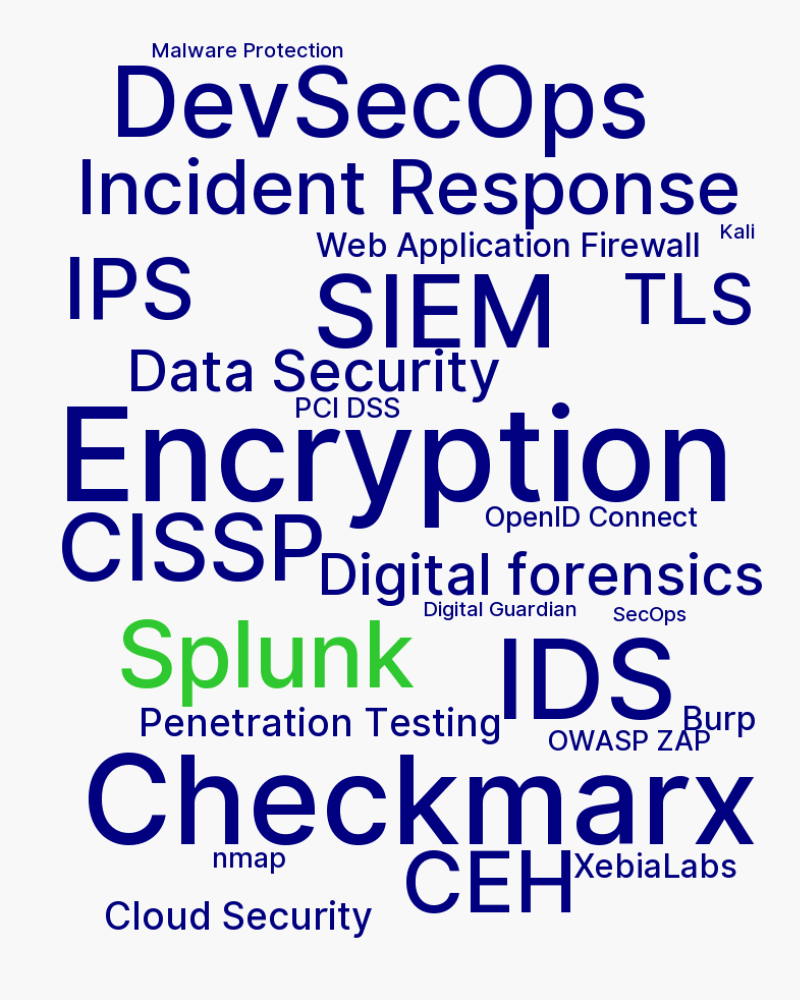 Malware Protection
DevSecOps
Incident Response
Kali
Web Application Firewall
IPS
SIEM
TLS
Data Security
PCI DSS
Encryption
OpenID Connect
CISSP
Digital forensics
Digital Guardian
SecOps
Splunk
IDS
Penetration Testing
Burp
OWASP ZAP
Checkmarx
nmap
CEH
XebiaLabs
Cloud Security